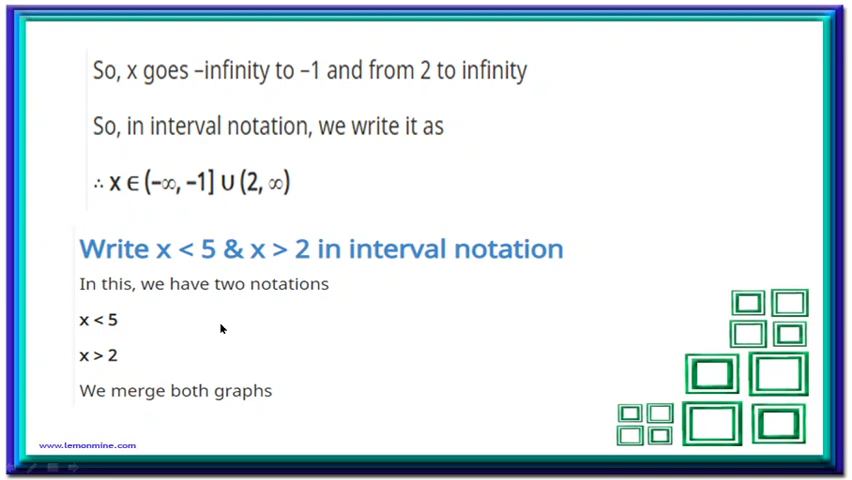 So, x goes –infinity to –1 and from 2 to infinity
So, in interval notation, we write it as
∴ x ∈ (–∞, –1] ∪ (2, ∞)
Write x < 5 & x > 2 in interval notation
In this, we have two notations
x < 5
x > 2
We merge both graphs
www.lemonmine.com